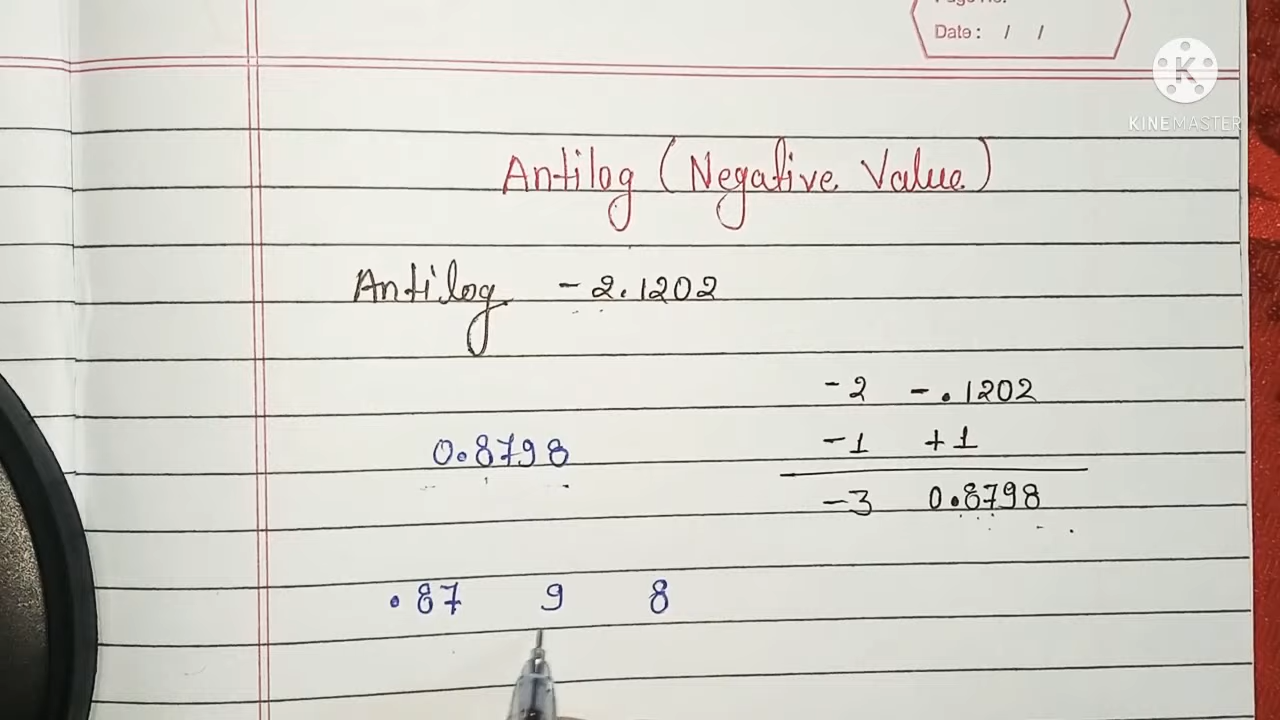 Date : / /
KINEMASTER
Antilog (Negative Value)
Antilog -2.1202
-2 -.1202
-1 +1
0.8798
-3 0.8798
.87 9 8